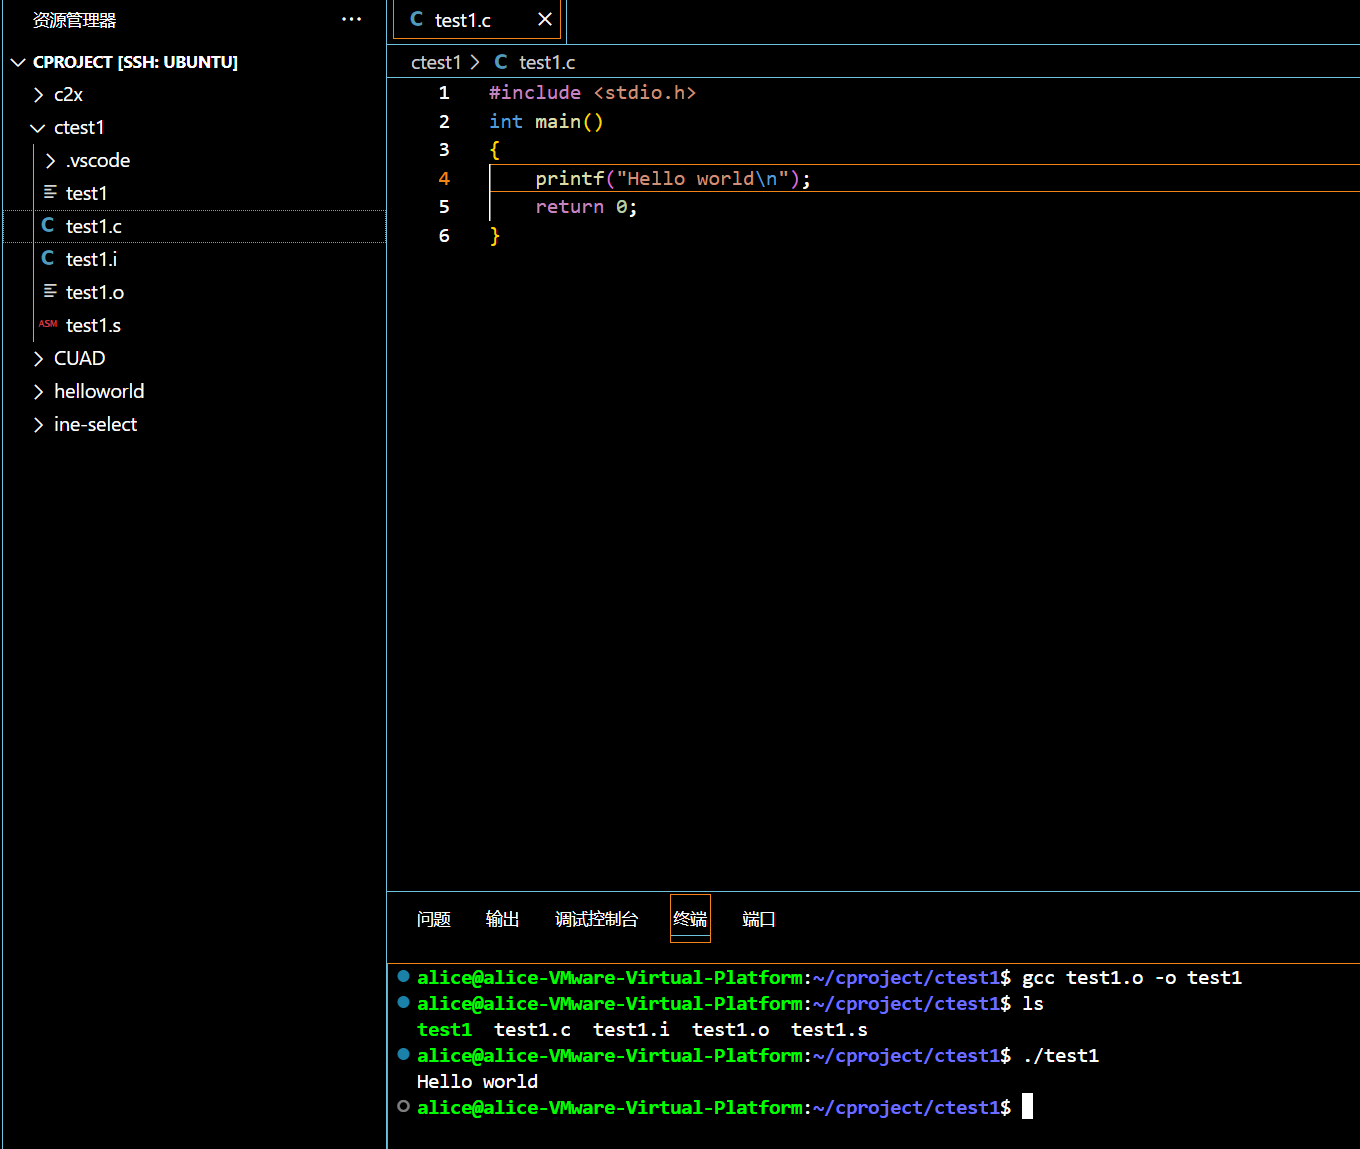 资源管理器 ···
CPROJECT [SSH: UBUNTU]
c2x
ctest1
.vscode
test1
C test1.c
C test1.i
test1.o
ASM test1.s
CUAD
helloworld
ine-select
C test1.c
ctest1 > C test1.c
1 #include <stdio.h>
2 int main()
3 {
4 printf("Hello world\n");
5 return 0;
6 }
问题 输出 调试控制台 终端 端口
alice@alice-VMware-Virtual-Platform:~/cproject/ctest1$ gcc test1.o -o test1
alice@alice-VMware-Virtual-Platform:~/cproject/ctest1$ ls
test1 test1.c test1.i test1.o test1.s
alice@alice-VMware-Virtual-Platform:~/cproject/ctest1$ ./test1
Hello world
alice@alice-VMware-Virtual-Platform:~/cproject/ctest1$